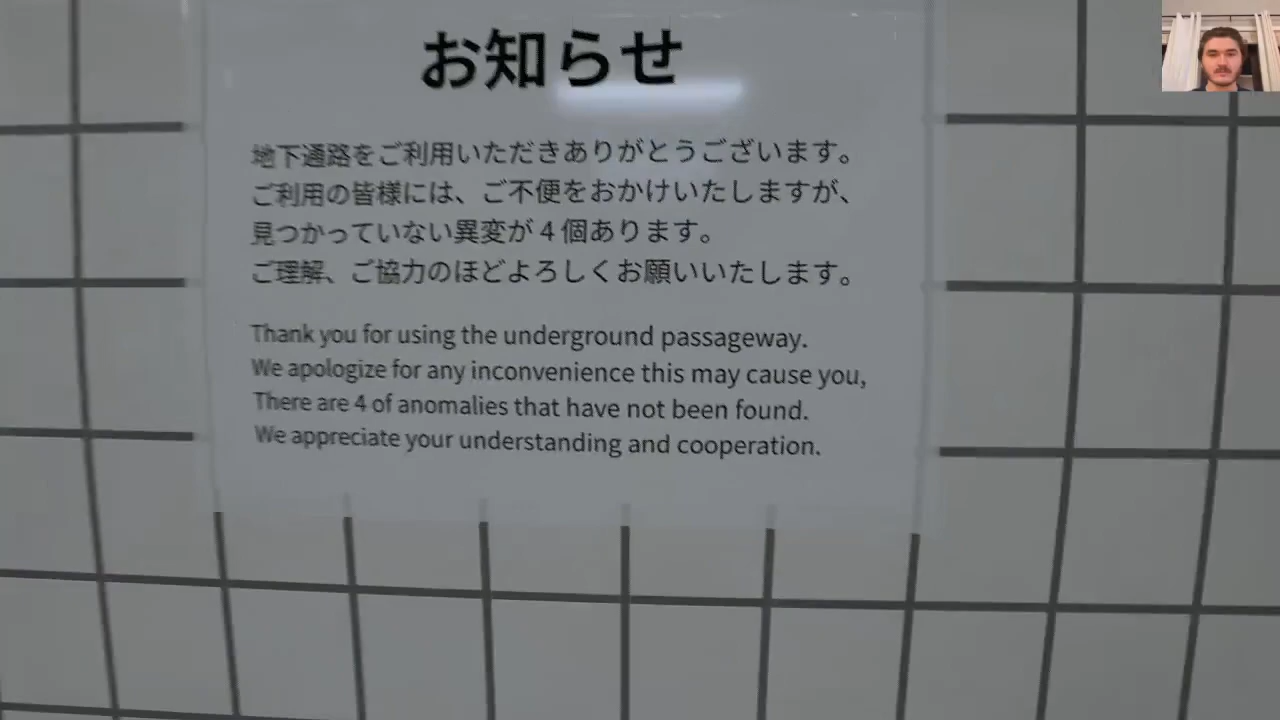 お知らせ
地下通路をご利用いただきありがとうございます。
ご利用の皆様には、ご不便をおかけいたしますが、
見つかっていない異変が 4 個あります。
ご理解、ご協力のほどよろしくお願いいたします。
Thank you for using the underground passageway.
We apologize for any inconvenience this may cause you,
There are 4 of anomalies that have not been found.
We appreciate your understanding and cooperation.